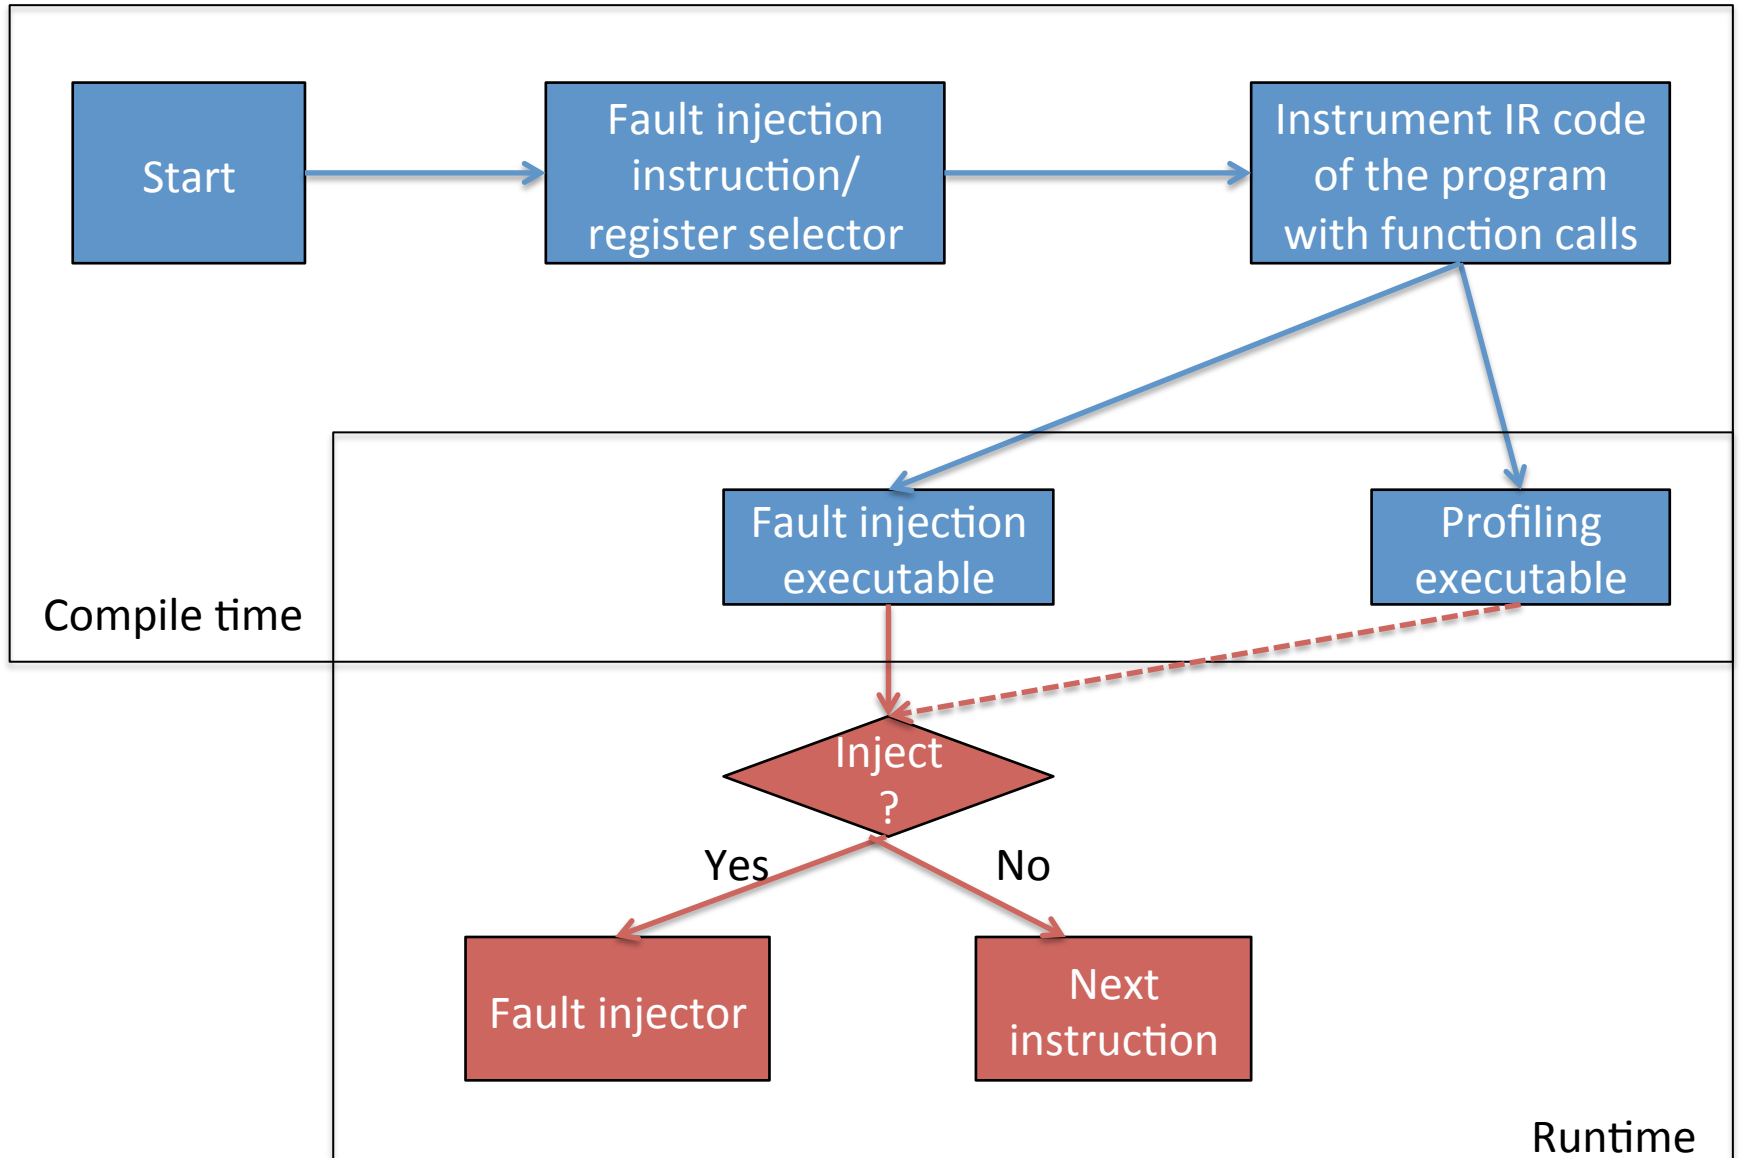 Start
Fault injection
instruction/
register selector
Instrument IR code
of the program
with function calls
Fault injection
executable
Profiling
executable
Compile time
Inject
?
Yes
No
Fault injector
Next
instruction
Runtime